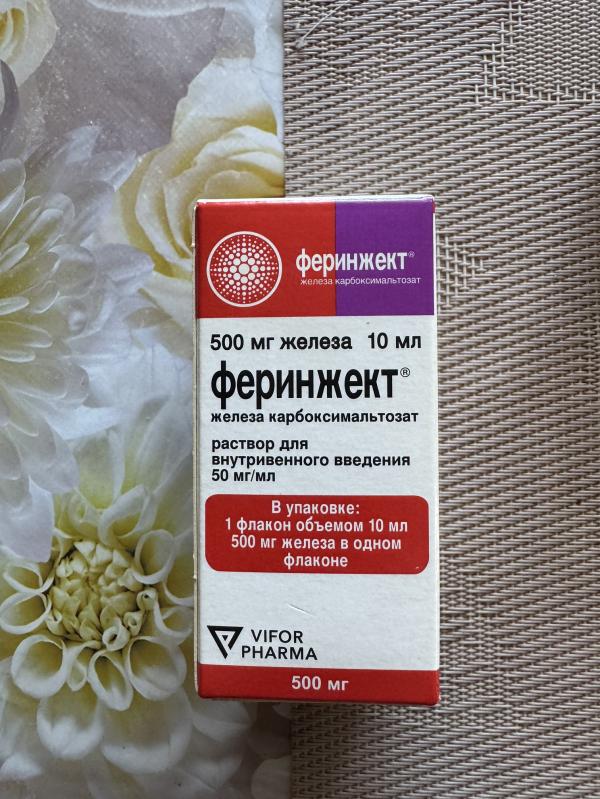 феринжект®
железа карбоксимальтозат
500 мг железа 10 мл
феринжект®
железа карбоксимальтозат
раствор для
внутривенного введения
50 мг/мл
В упаковке:
1 флакон объемом 10 мл
500 мг железа в одном
флаконе
VIFOR
PHARMA
500 мг